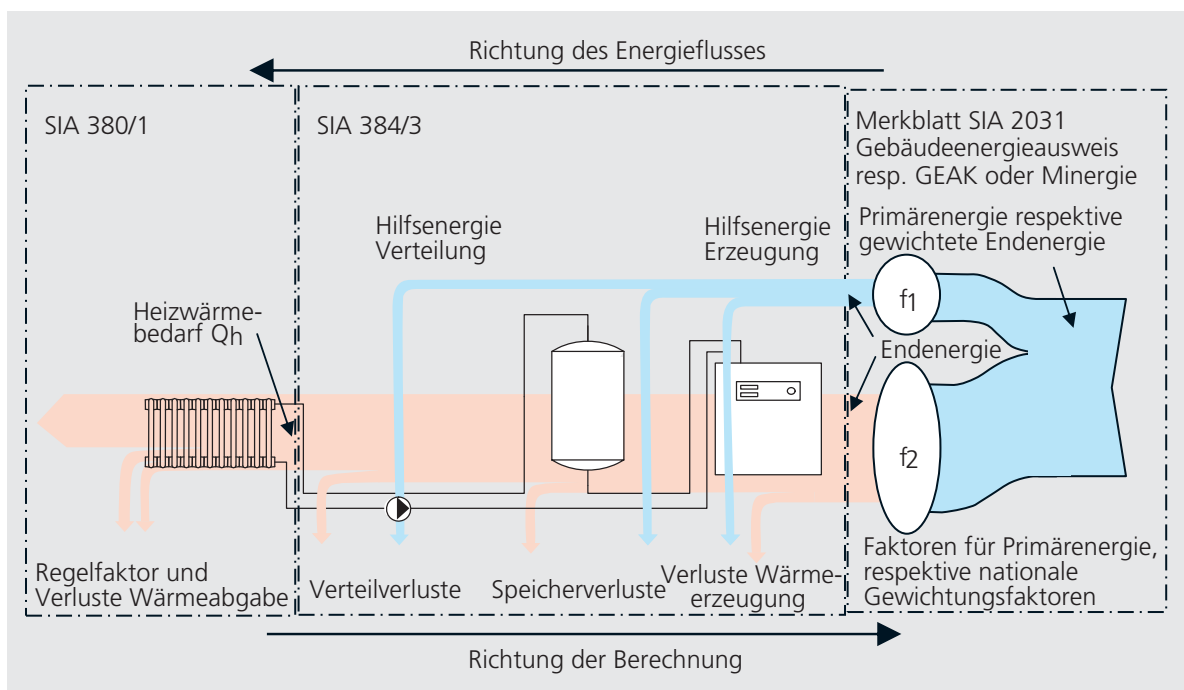 Richtung des Energieflusses
SIA 380/1
SIA 384/3
Merkblatt SIA 2031
Gebäudeenergieausweis
resp. GEAK oder Minergie
Hilfsenergie
Verteilung
Hilfsenergie
Erzeugung
Primärenergie respektive
gewichtete Endenergie
f1
Heizwärme-
bedarf Qh
Endenergie
f2
Regelfaktor und
Verluste Wärmeabgabe
Verteilverluste
Speicherverluste
Verluste Wärme-
erzeugung
Faktoren für Primärenergie,
respektive nationale
Gewichtungsfaktoren
Richtung der Berechnung